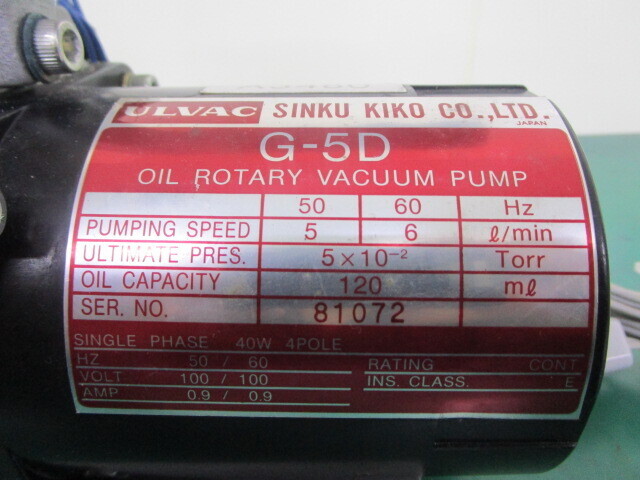 ULVAC SINKU KIKO CO.,LTD.
JAPAN
G-5D
OIL ROTARY VACUUM PUMP
50 60 Hz
PUMPING SPEED 5 6 ℓ/min
ULTIMATE PRES. 5×10⁻² Torr
OIL CAPACITY 120 mℓ
SER. NO. 81072
SINGLE PHASE 40W 4POLE
HZ 50 / 60 RATING CONT
VOLT 100 / 100 INS. CLASS. E
AMP 0.9 / 0.9